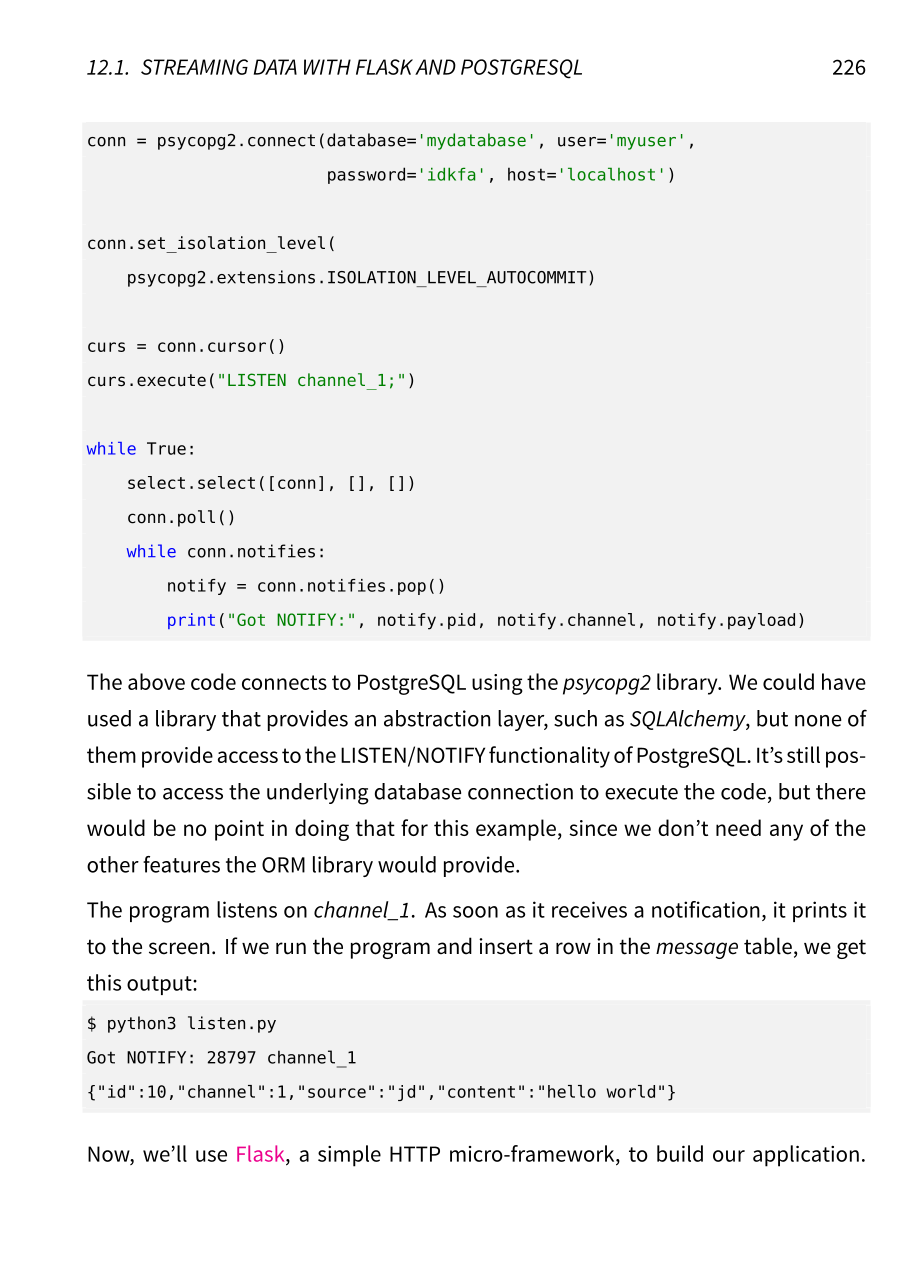 12.1. STREAMING DATA WITH FLASK AND POSTGRESQL 226
conn = psycopg2.connect(database='mydatabase', user='myuser',
                        password='idkfa', host='localhost')
conn.set_isolation_level(
    psycopg2.extensions.ISOLATION_LEVEL_AUTOCOMMIT)
curs = conn.cursor()
curs.execute("LISTEN channel_1;")
while True:
    select.select([conn], [], [])
    conn.poll()
    while conn.notifies:
        notify = conn.notifies.pop()
        print("Got NOTIFY:", notify.pid, notify.channel, notify.payload)
The above code connects to PostgreSQL using the psycopg2 library. We could have
used a library that provides an abstraction layer, such as SQLAlchemy, but none of
them provide access to the LISTEN/NOTIFY functionality of PostgreSQL. It’s still pos-
sible to access the underlying database connection to execute the code, but there
would be no point in doing that for this example, since we don’t need any of the
other features the ORM library would provide.
The program listens on channel_1. As soon as it receives a notification, it prints it
to the screen. If we run the program and insert a row in the message table, we get
this output:
$ python3 listen.py
Got NOTIFY: 28797 channel_1
{"id":10,"channel":1,"source":"jd","content":"hello world"}
Now, we’ll use Flask, a simple HTTP micro-framework, to build our application.